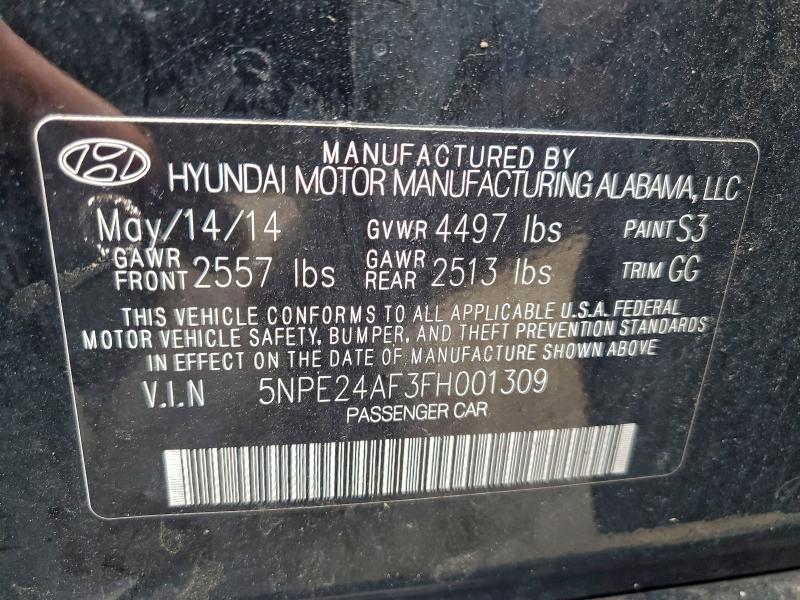 MANUFACTURED BY
HYUNDAI MOTOR MANUFACTURING ALABAMA, LLC
May/14/14 GVWR 4497 lbs PAINT S3
GAWR FRONT 2557 lbs GAWR REAR 2513 lbs TRIM GG
THIS VEHICLE CONFORMS TO ALL APPLICABLE U.S.A. FEDERAL
MOTOR VEHICLE SAFETY, BUMPER, AND THEFT PREVENTION STANDARDS
IN EFFECT ON THE DATE OF MANUFACTURE SHOWN ABOVE
V.I.N 5NPE24AF3FH001309
PASSENGER CAR